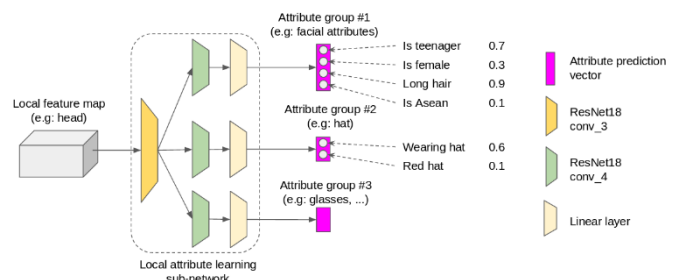 Attribute group #1
(e.g: facial attributes)
Is teenager 0.7
Is female 0.3
Long hair 0.9
Is Asean 0.1
Attribute prediction
vector
Local feature map
(e.g: head)
Attribute group #2
(e.g: hat)
ResNet18
conv_3
Wearing hat 0.6
Red hat 0.1
ResNet18
conv_4
Attribute group #3
(e.g: glasses, ...)
Linear layer
Local attribute learning
sub-network